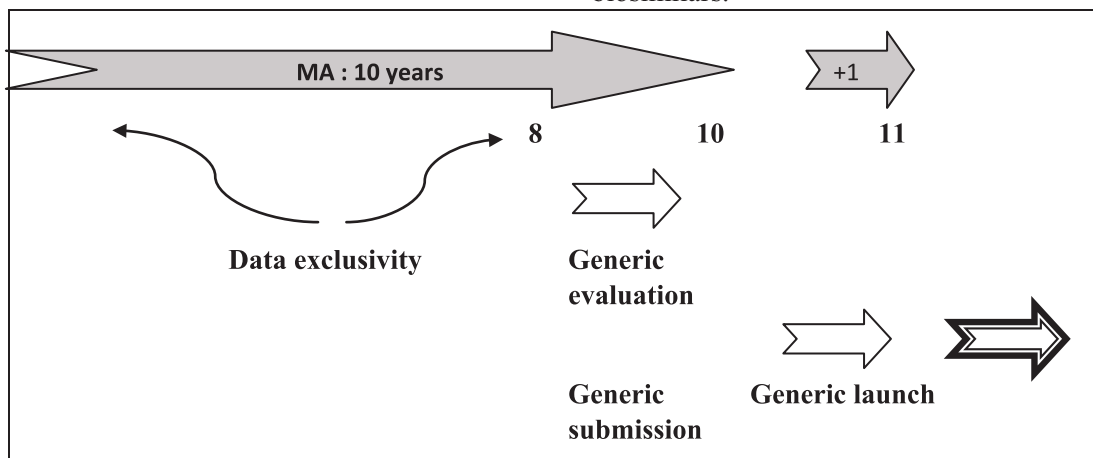 MA : 10 years
+1
8
10
11
Data exclusivity
Generic
evaluation
Generic
submission
Generic launch